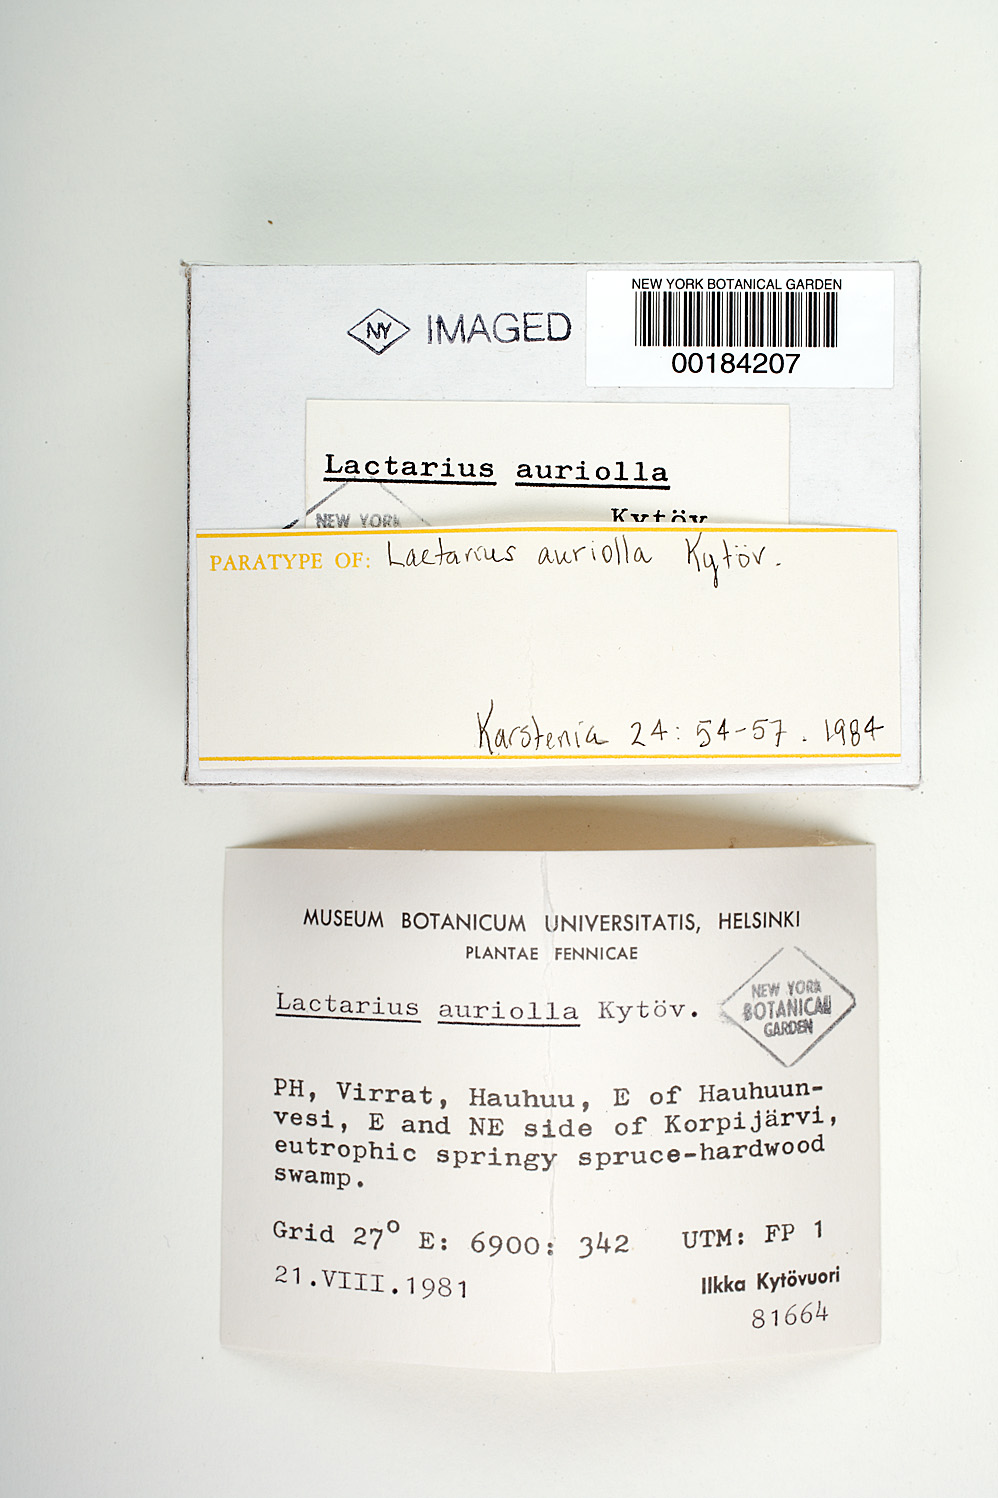 NY IMAGED
NEW YORK BOTANICAL GARDEN
00184207
Lactarius auriolla
Kytöv
NEW YORK
PARATYPE OF: Lactarius auriolla Kytöv.
Karstenia 24: 54-57. 1984
MUSEUM BOTANICUM UNIVERSITATIS, HELSINKI
PLANTAE FENNICAE
Lactarius auriolla Kytöv.
NEW YORK
BOTANICAL
GARDEN
PH, Virrat, Hauhuu, E of Hauhuun-
vesi, E and NE side of Korpijärvi,
eutrophic springy spruce-hardwood
swamp.
Grid 27° E: 6900: 342 UTM: FP 1
21.VIII.1981
Ilkka Kytövuori
81664